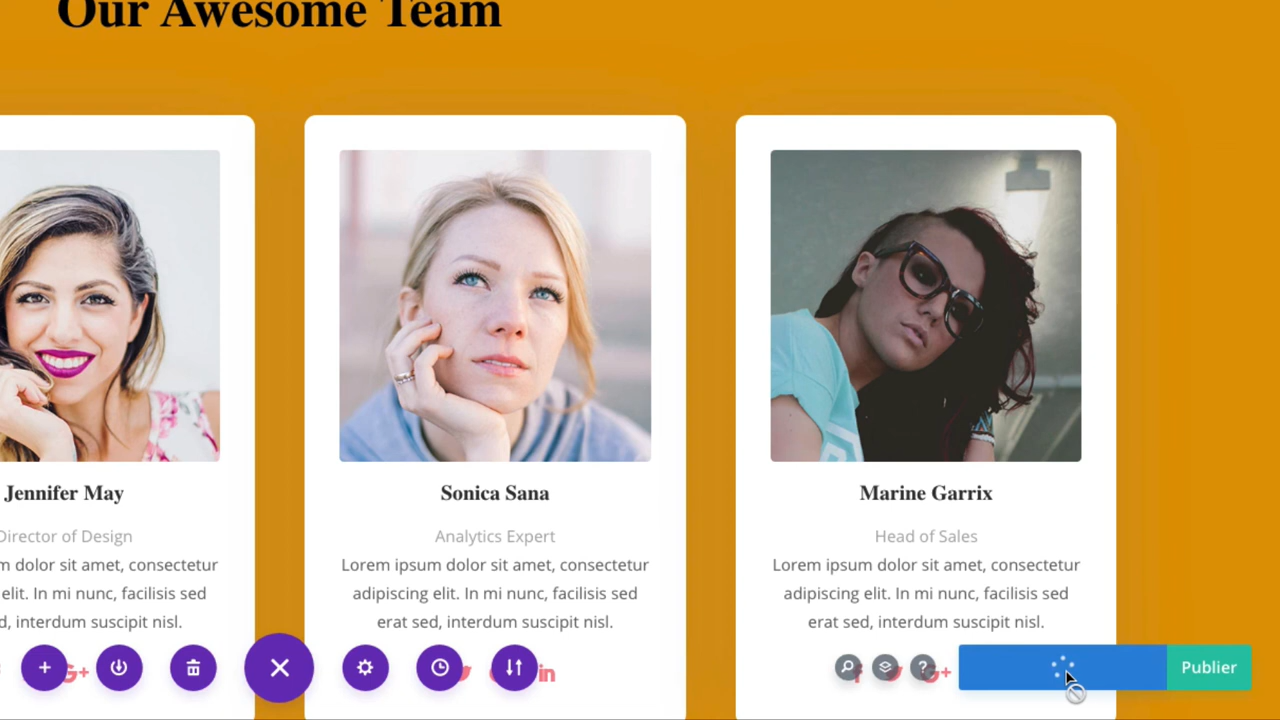 Our Awesome Team
Jennifer May
Director of Design
dolor sit amet, consectetur
elit. In mi nunc, facilisis sed
sed, interdum suscipit nisl.
Sonica Sana
Analytics Expert
Lorem ipsum dolor sit amet, consectetur
adipiscing elit. In mi nunc, facilisis sed
erat sed, interdum suscipit nisl.
Marine Garrix
Head of Sales
Lorem ipsum dolor sit amet, consectetur
adipiscing elit. In mi nunc, facilisis sed
erat sed, interdum suscipit nisl.
Publier